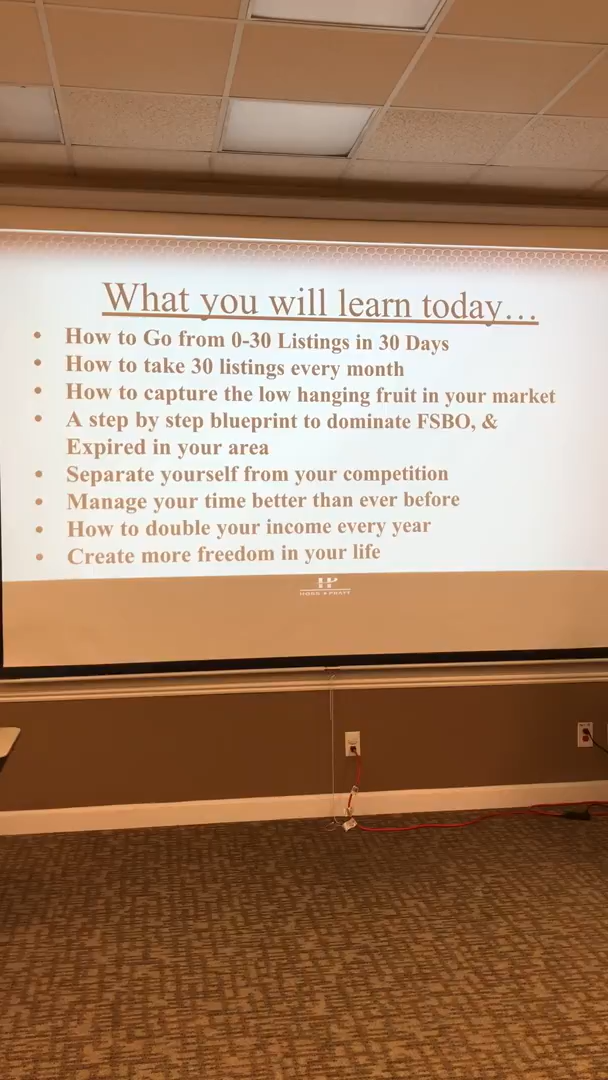 What you will learn today...
• How to Go from 0-30 Listings in 30 Days
• How to take 30 listings every month
• How to capture the low hanging fruit in your market
• A step by step blueprint to dominate FSBO, &
Expired in your area
• Separate yourself from your competition
• Manage your time better than ever before
• How to double your income every year
• Create more freedom in your life